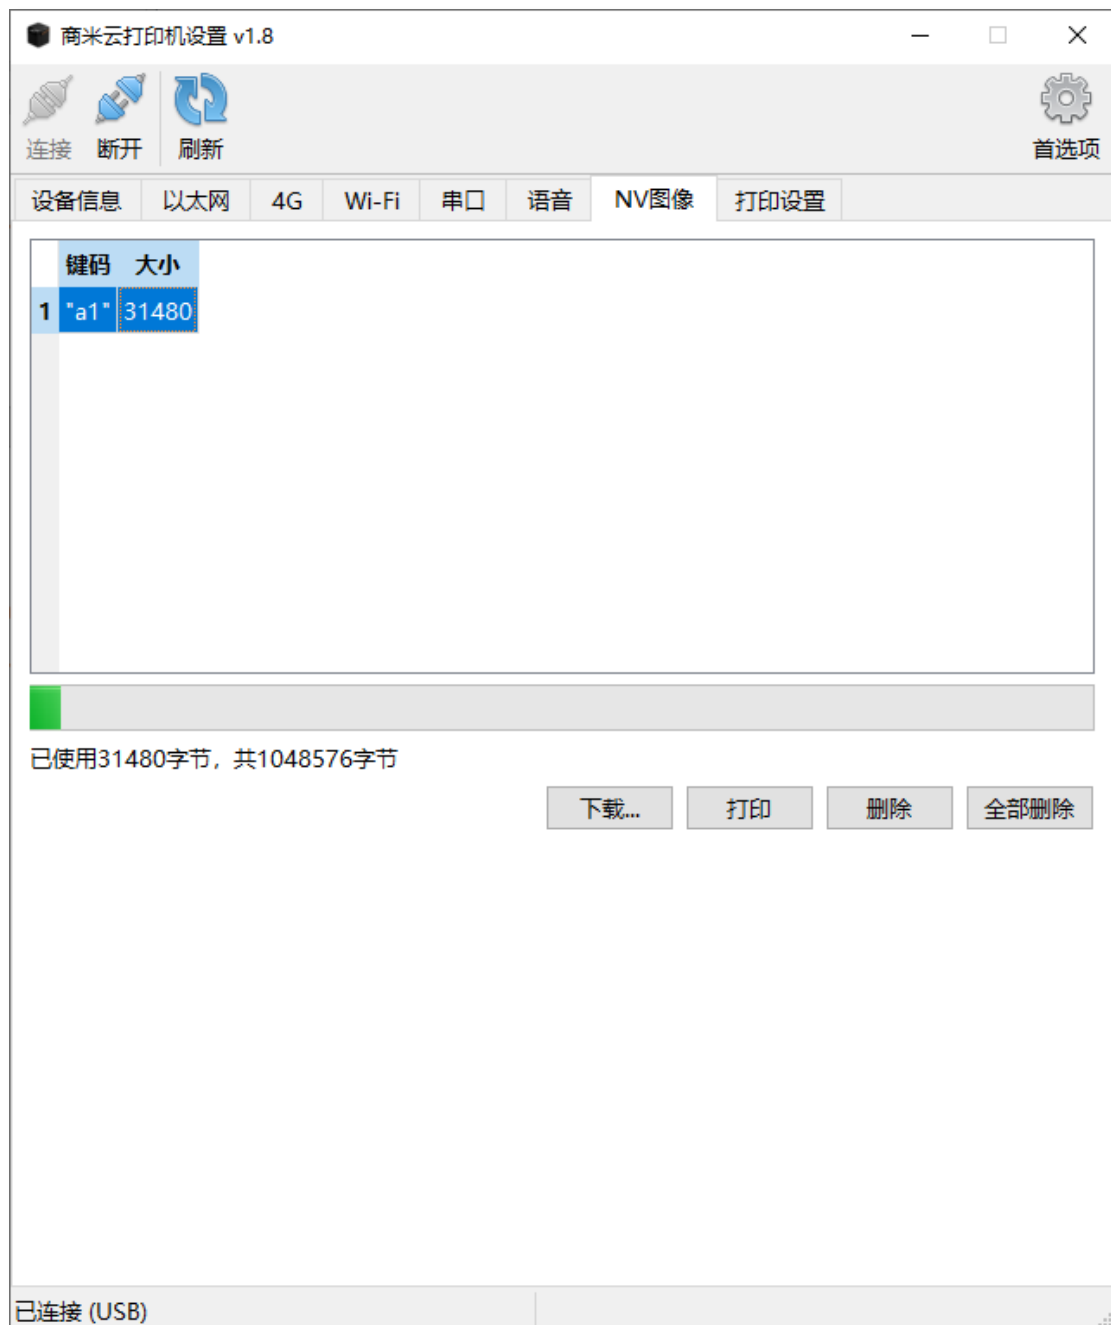 商米云打印机设置 v1.8
连接 断开 刷新 首选项
设备信息 以太网 4G Wi-Fi 串口 语音 NV图像 打印设置
键码 大小
1 "a1" 31480
已使用31480字节，共1048576字节
下载... 打印 删除 全部删除
已连接 (USB)